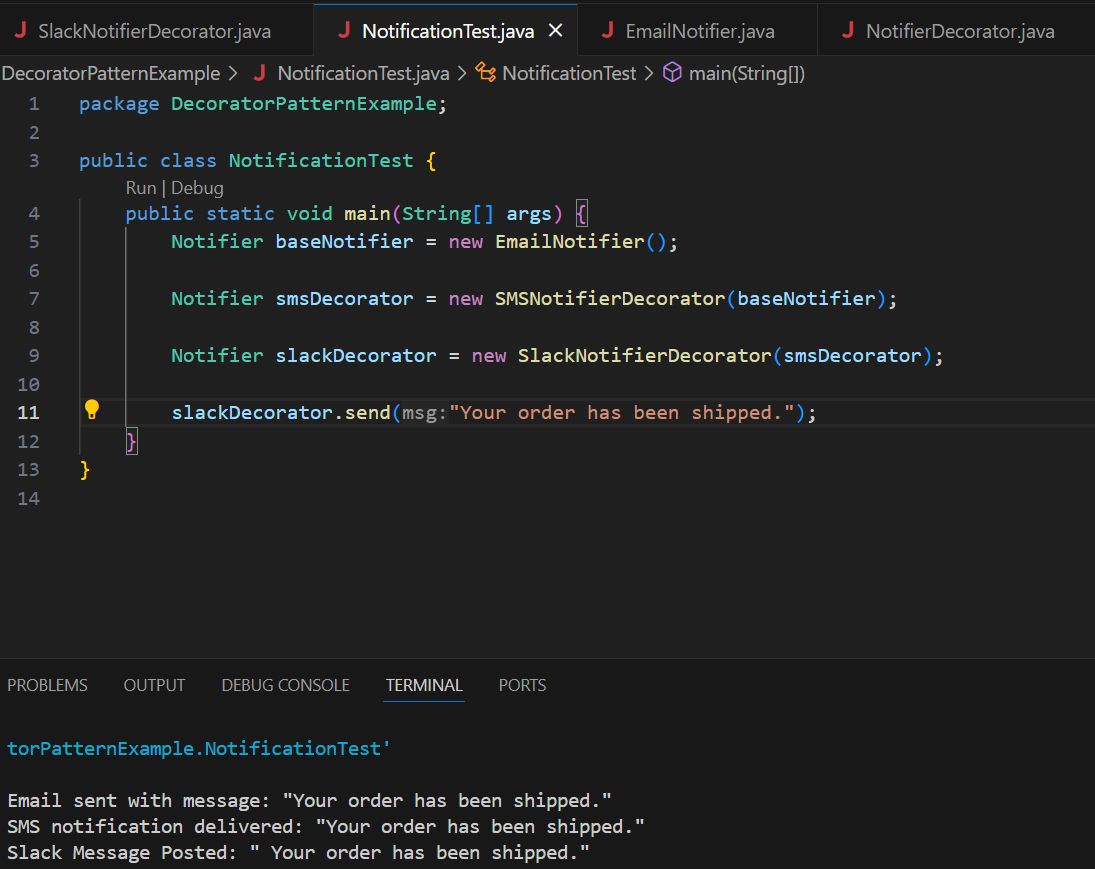 SlackNotifierDecorator.java NotificationTest.java EmailNotifier.java NotifierDecorator.java
DecoratorPatternExample > NotificationTest.java > NotificationTest > main(String[])
1 package DecoratorPatternExample;
2
3 public class NotificationTest {
Run | Debug
4 public static void main(String[] args) {
5 Notifier baseNotifier = new EmailNotifier();
6
7 Notifier smsDecorator = new SMSNotifierDecorator(baseNotifier);
8
9 Notifier slackDecorator = new SlackNotifierDecorator(smsDecorator);
10
11 slackDecorator.send(msg:"Your order has been shipped.");
12 }
13 }
14
PROBLEMS OUTPUT DEBUG CONSOLE TERMINAL PORTS
torPatternExample.NotificationTest'
Email sent with message: "Your order has been shipped."
SMS notification delivered: "Your order has been shipped."
Slack Message Posted: " Your order has been shipped."